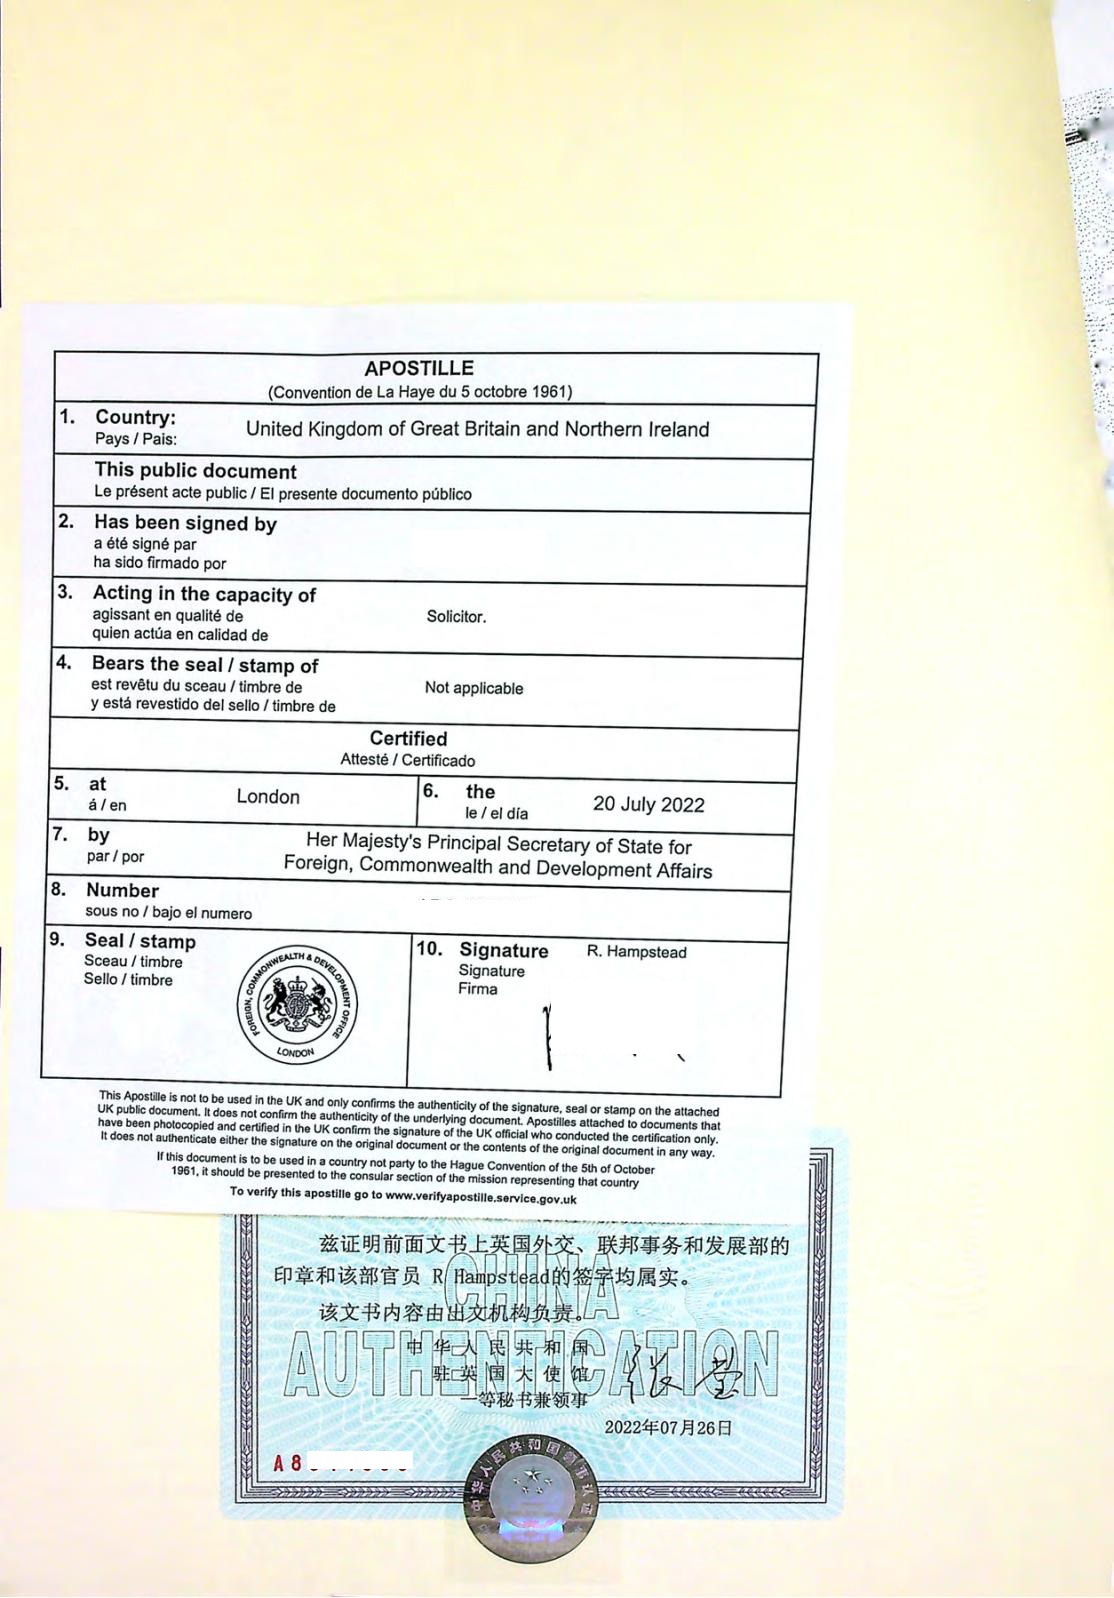 APOSTILLE
(Convention de La Haye du 5 octobre 1961)
1. Country:
Pays / Pais:
United Kingdom of Great Britain and Northern Ireland
This public document
Le présent acte public / El presente documento público
2. Has been signed by
a été signé par
ha sido firmado por
3. Acting in the capacity of
agissant en qualité de
quien actúa en calidad de
Solicitor.
4. Bears the seal / stamp of
est revêtu du sceau / timbre de
y está revestido del sello / timbre de
Not applicable
Certified
Attesté / Certificado
5. at
á / en
London
6. the
le / el día
20 July 2022
7. by
par / por
Her Majesty's Principal Secretary of State for
Foreign, Commonwealth and Development Affairs
8. Number
sous no / bajo el numero
9. Seal / stamp
Sceau / timbre
Sello / timbre
FOREIGN, COMMONWEALTH & DEVELOPMENT OFFICE
LONDON
10. Signature
Signature
Firma
R. Hampstead
This Apostille is not to be used in the UK and only confirms the authenticity of the signature, seal or stamp on the attached
UK public document. It does not confirm the authenticity of the underlying document. Apostilles attached to documents that
have been photocopied and certified in the UK confirm the signature of the UK official who conducted the certification only.
It does not authenticate either the signature on the original document or the contents of the original document in any way.
If this document is to be used in a country not party to the Hague Convention of the 5th of October
1961, it should be presented to the consular section of the mission representing that country
To verify this apostille go to www.verifyapostille.service.gov.uk
兹证明前面文书上英国外交、联邦事务和发展部的
印章和该部官员 R Hampstead的签字均属实。
该文书内容由出文机构负责。
CHINA
AUTHENTICATION
中华人民共和国
驻英国大使馆
一等秘书兼领事
2022年07月26日
A8
中华人民共和国领事认证